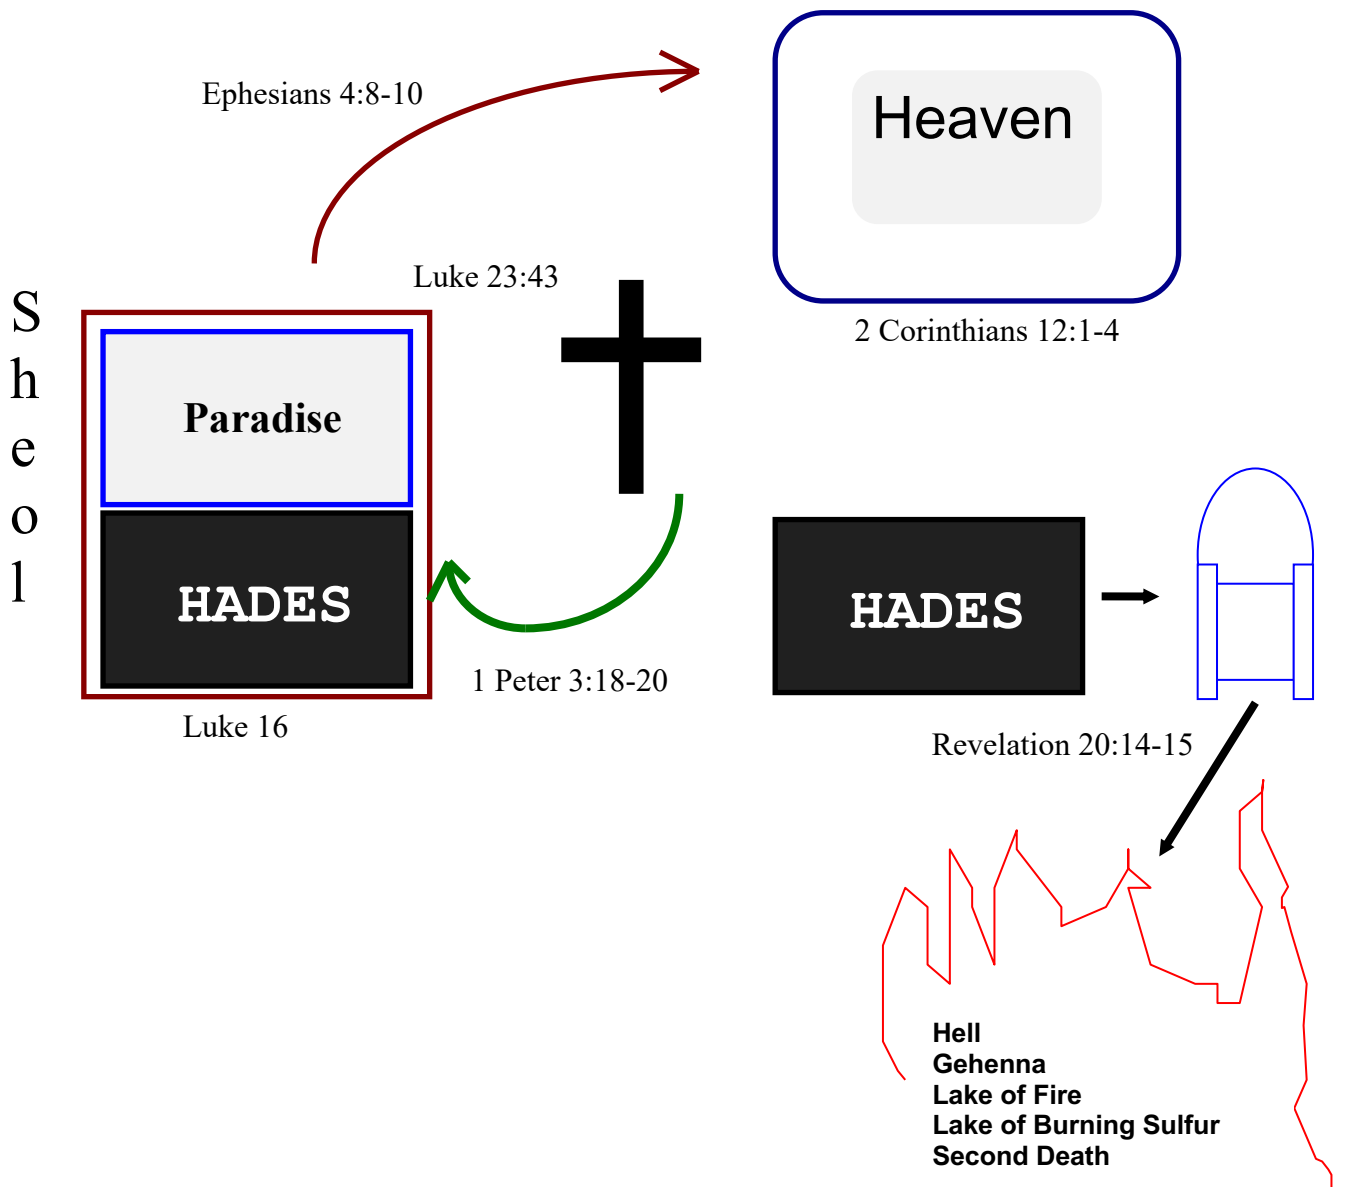 Ephesians 4:8-10
Heaven
Luke 23:43
2 Corinthians 12:1-4
Sheol
Paradise
HADES
1 Peter 3:18-20
Luke 16
HADES
Revelation 20:14-15
Hell
Gehenna
Lake of Fire
Lake of Burning Sulfur
Second Death